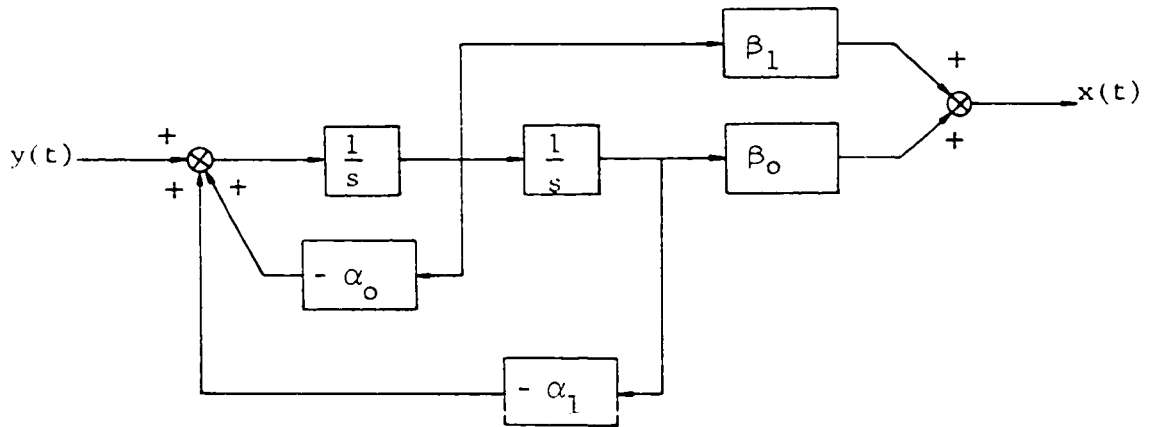 β₁
+
x(t)
+
+
y(t)
1
s
1
s
β₀
+
+
- α₀
- α₁